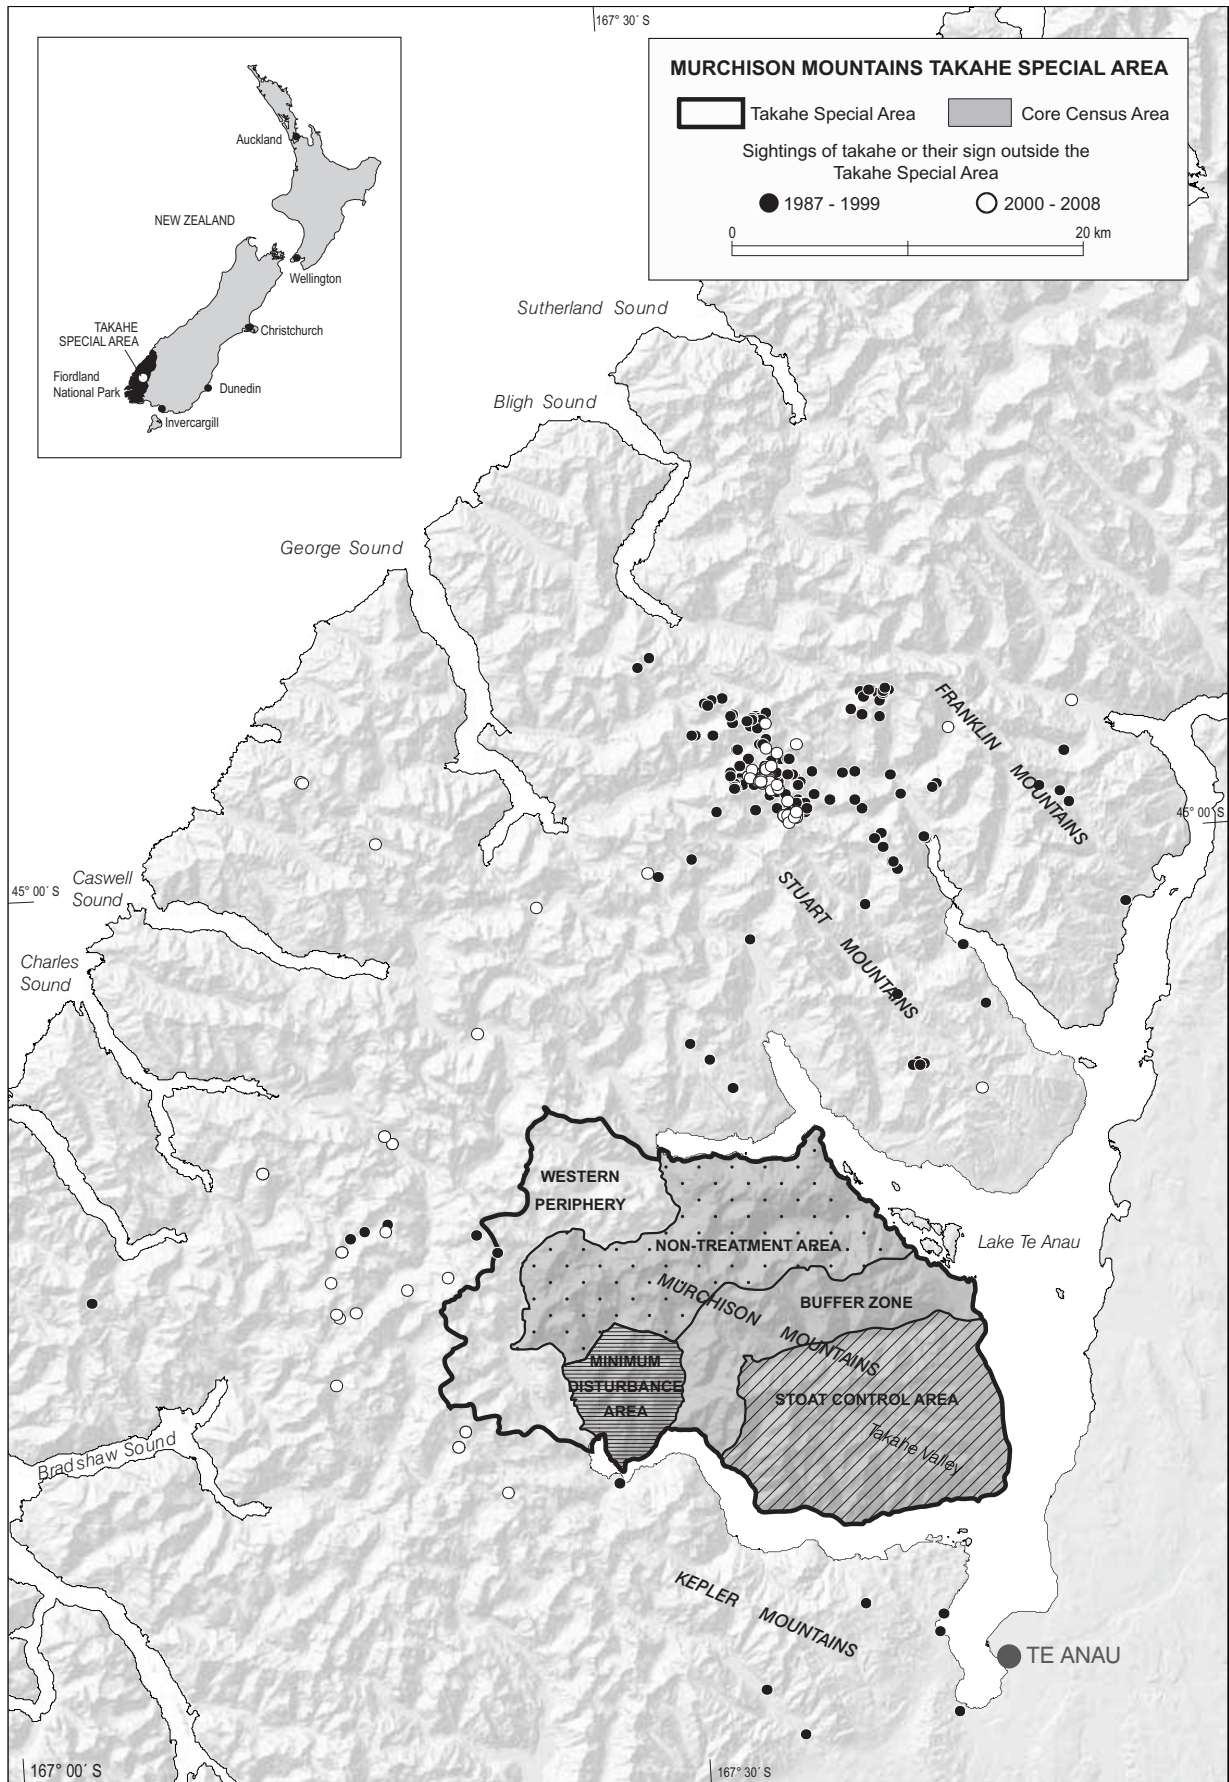 167° 30´ S
MURCHISON MOUNTAINS TAKAHE SPECIAL AREA
Takahe Special Area
Core Census Area
Sightings of takahe or their sign outside the
Takahe Special Area
1987 - 1999
2000 - 2008
0
20 km
Auckland
NEW ZEALAND
Wellington
Christchurch
TAKAHE
SPECIAL AREA
Fiordland
National Park
Dunedin
Invercargill
Sutherland Sound
Bligh Sound
George Sound
FRANKLIN MOUNTAINS
45° 00´ S
45° 00´ S
Caswell
Sound
STUART MOUNTAINS
Charles
Sound
WESTERN
PERIPHERY
NON-TREATMENT AREA
Lake Te Anau
MURCHISON MOUNTAINS
BUFFER ZONE
MINIMUM
DISTURBANCE
AREA
STOAT CONTROL AREA
Takahe Valley
Bradshaw Sound
KEPLER MOUNTAINS
TE ANAU
167° 00´ S
167° 30´ S